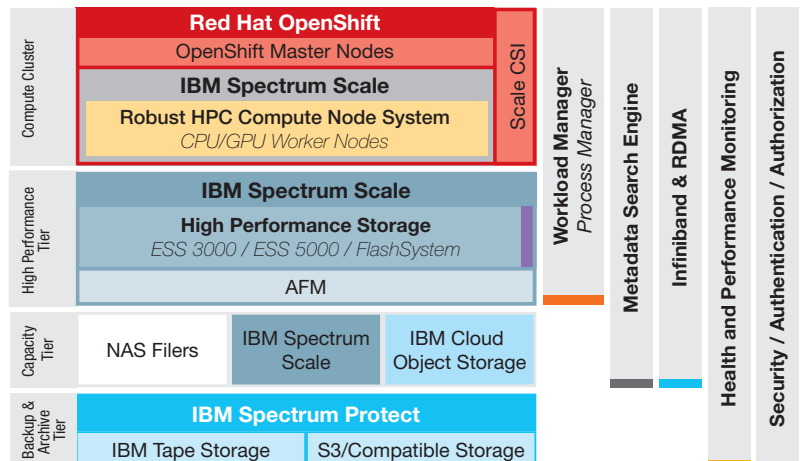 Compute Cluster
Red Hat OpenShift
OpenShift Master Nodes
IBM Spectrum Scale
Robust HPC Compute Node System
CPU/GPU Worker Nodes
Scale CSI
High Performance
Tier
IBM Spectrum Scale
High Performance Storage
ESS 3000 / ESS 5000 / FlashSystem
AFM
Capacity
Tier
NAS Filers
IBM Spectrum
Scale
IBM Cloud
Object Storage
Backup &
Archive
Tier
IBM Spectrum Protect
IBM Tape Storage
S3/Compatible Storage
Workload Manager
Process Manager
Metadata Search Engine
Infiniband & RDMA
Health and Performance Monitoring
Security / Authentication / Authorization